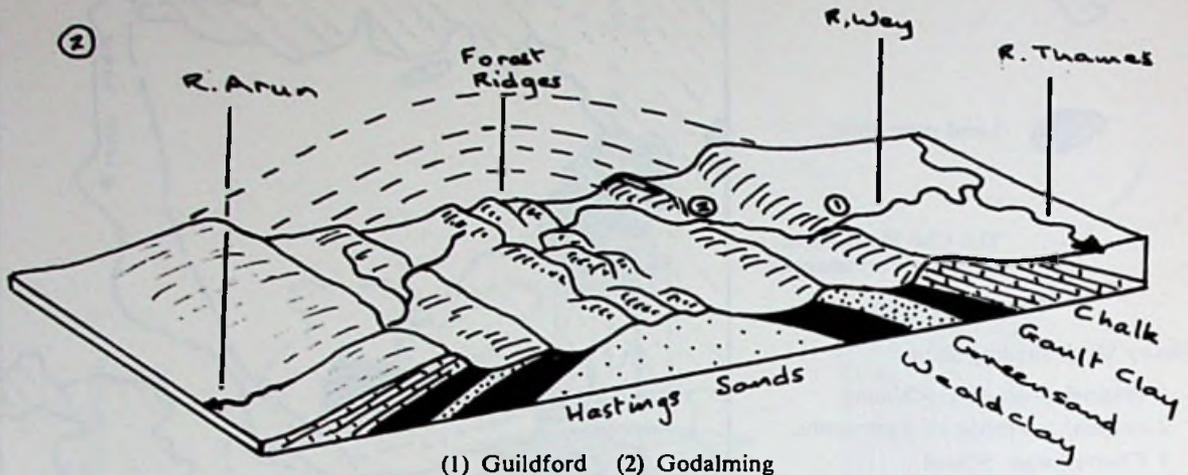 ②
R. Arun
Forest
Ridges
R. Wey
R. Thames
②
①
Chalk
Gault Clay
Greensand
Weald clay
Hastings Sands
(1) Guildford (2) Godalming